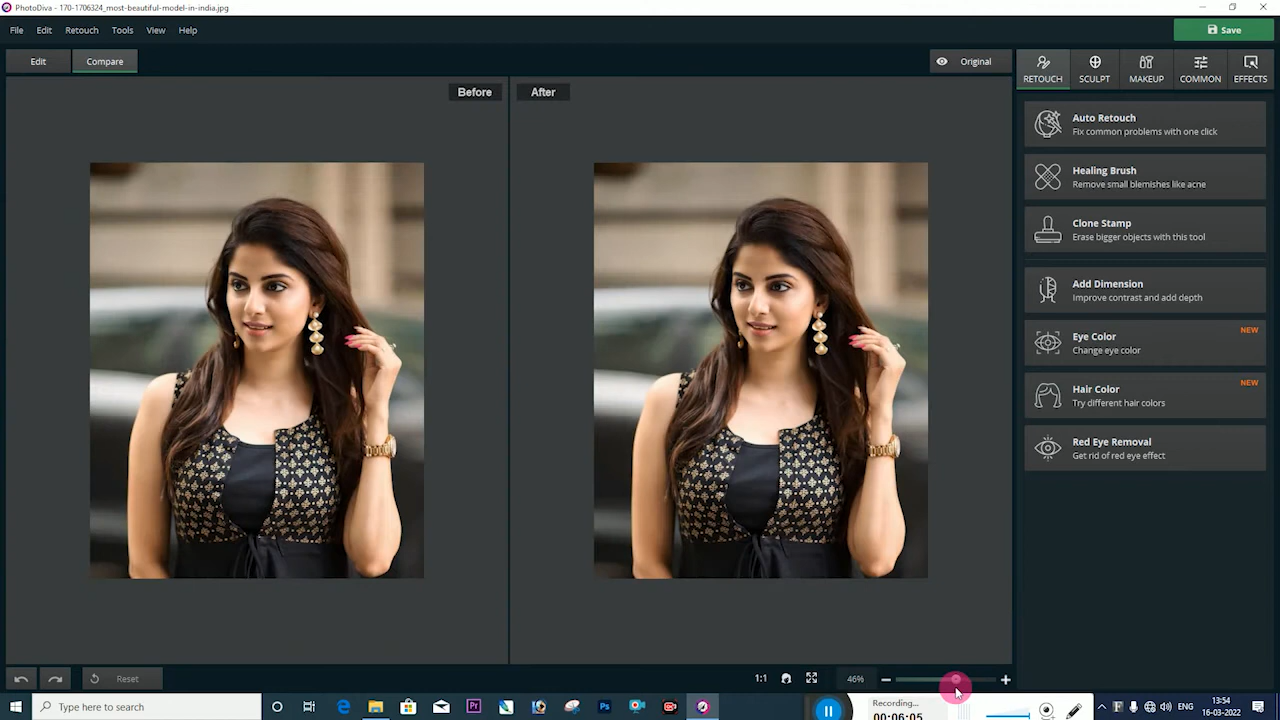 PhotoDiva - 170-1706324_most-beautiful-model-in-india.jpg
File Edit Retouch Tools View Help
Save
Edit Compare Original
RETOUCH SCULPT MAKEUP COMMON EFFECTS
Before After
Auto Retouch
Fix common problems with one click
Healing Brush
Remove small blemishes like acne
Clone Stamp
Erase bigger objects with this tool
Add Dimension
Improve contrast and add depth
Eye Color NEW
Change eye color
Hair Color NEW
Try different hair colors
Red Eye Removal
Get rid of red eye effect
Reset 1:1 46%
Type here to search
Recording...
00:06:05
ENG
13:54
16-03-2022